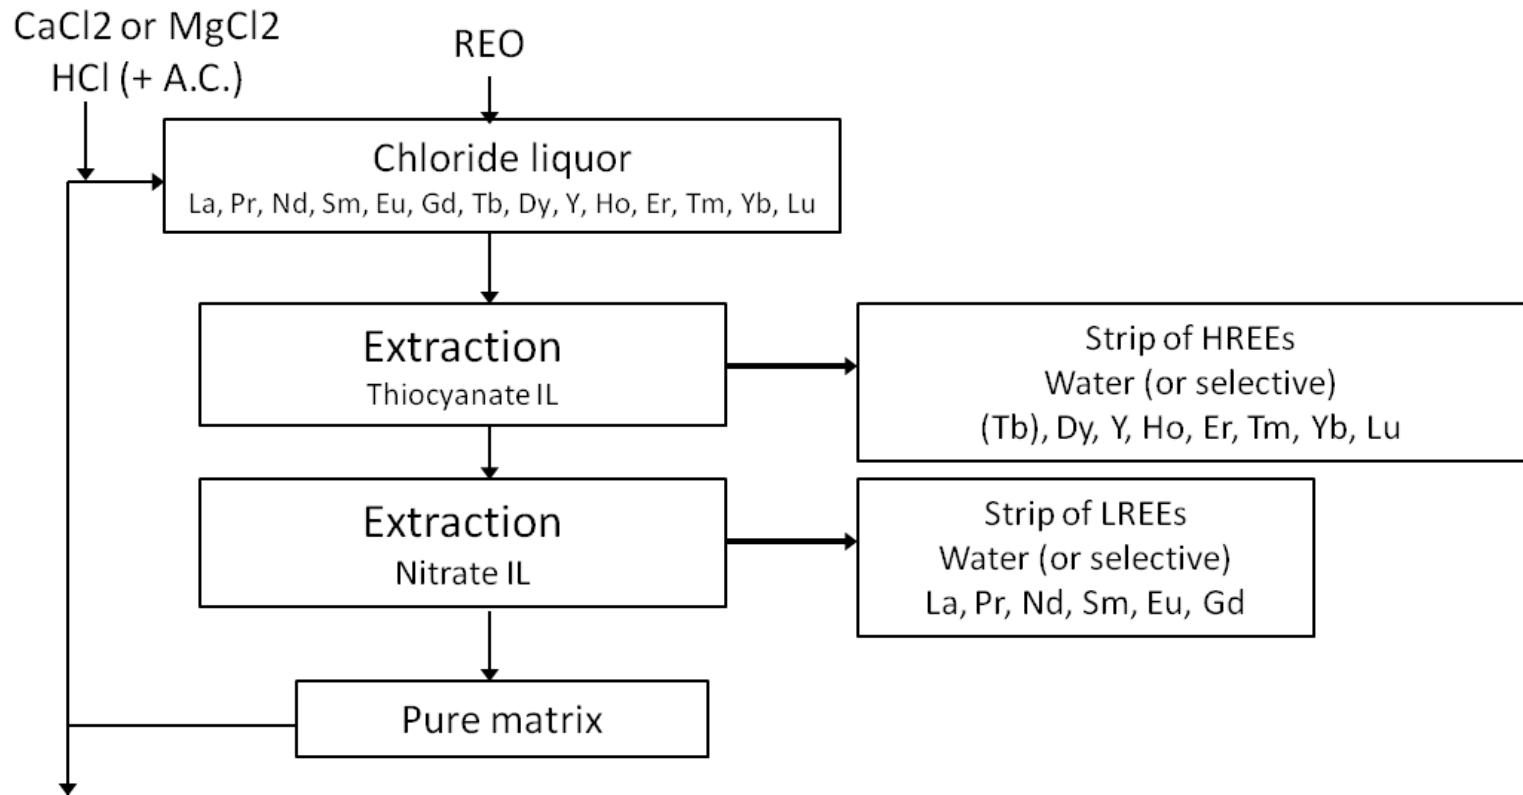 CaCl2 or MgCl2
HCl (+ A.C.)
REO
Chloride liquor
La, Pr, Nd, Sm, Eu, Gd, Tb, Dy, Y, Ho, Er, Tm, Yb, Lu
Extraction
Thiocyanate IL
Strip of HREEs
Water (or selective)
(Tb), Dy, Y, Ho, Er, Tm, Yb, Lu
Extraction
Nitrate IL
Strip of LREEs
Water (or selective)
La, Pr, Nd, Sm, Eu, Gd
Pure matrix